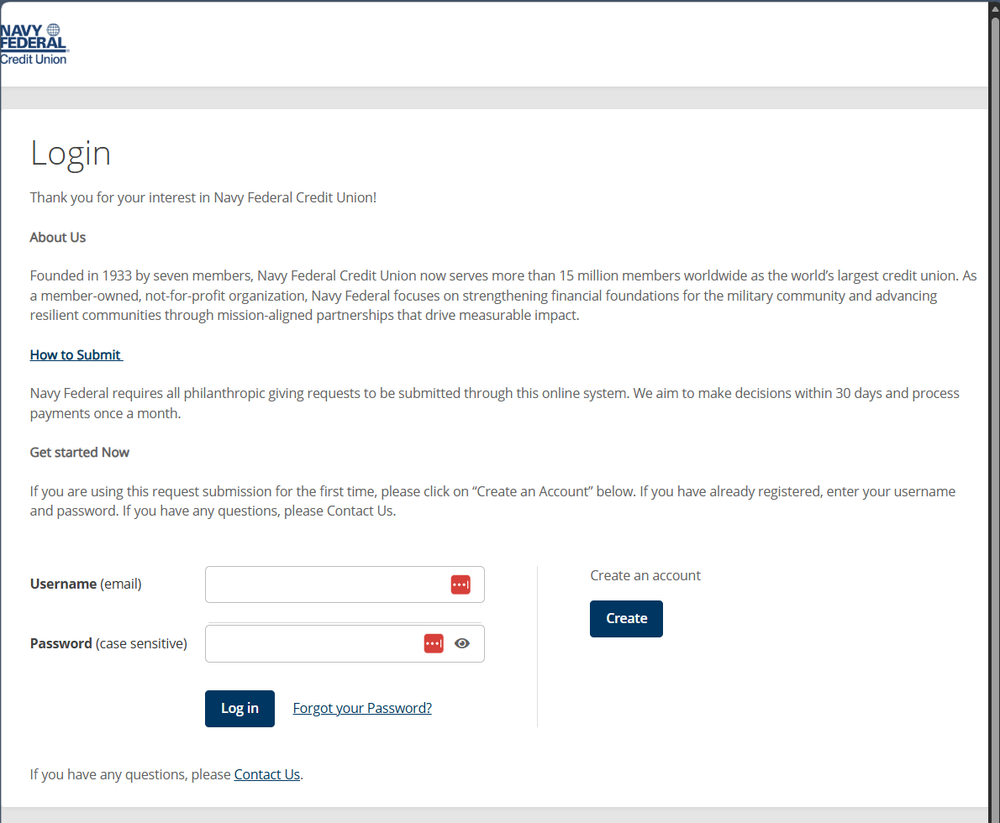 NAVY
FEDERAL
Credit Union
Login
Thank you for your interest in Navy Federal Credit Union!
About Us
Founded in 1933 by seven members, Navy Federal Credit Union now serves more than 15 million members worldwide as the world’s largest credit union. As
a member-owned, not-for-profit organization, Navy Federal focuses on strengthening financial foundations for the military community and advancing
resilient communities through mission-aligned partnerships that drive measurable impact.
How to Submit
Navy Federal requires all philanthropic giving requests to be submitted through this online system. We aim to make decisions within 30 days and process
payments once a month.
Get started Now
If you are using this request submission for the first time, please click on “Create an Account” below. If you have already registered, enter your username
and password. If you have any questions, please Contact Us.
Username (email)
Password (case sensitive)
Log in Forgot your Password?
Create an account
Create
If you have any questions, please Contact Us.